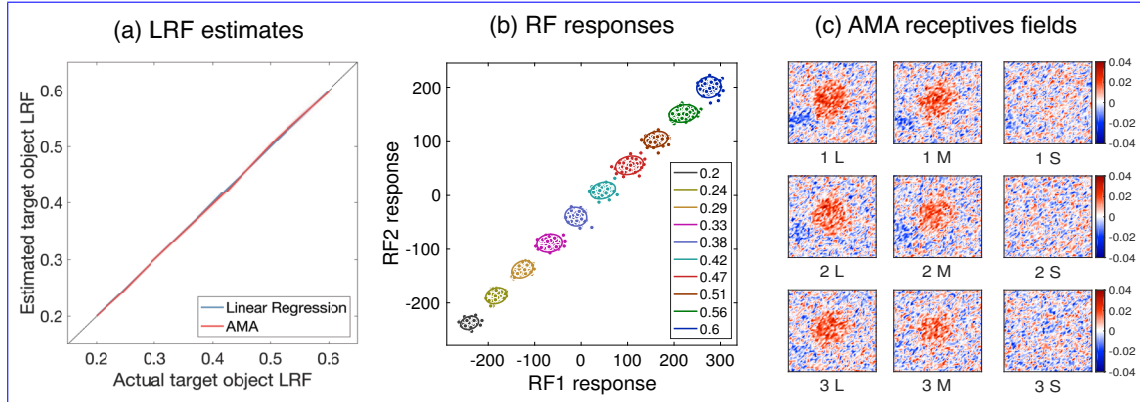 (a) LRF estimates
Estimated target object LRF
0.6
0.5
0.4
0.3
0.2
0.2 0.3 0.4 0.5 0.6
Actual target object LRF
Linear Regression
AMA
(b) RF responses
RF2 response
200
100
0
-100
-200
-200 -100 0 100 200 300
RF1 response
0.2
0.24
0.29
0.33
0.38
0.42
0.47
0.51
0.56
0.6
(c) AMA receptives fields
1 L 1 M 1 S
0.04
0.02
0
-0.02
-0.04
2 L 2 M 2 S
0.04
0.02
0
-0.02
-0.04
3 L 3 M 3 S
0.04
0.02
0
-0.02
-0.04